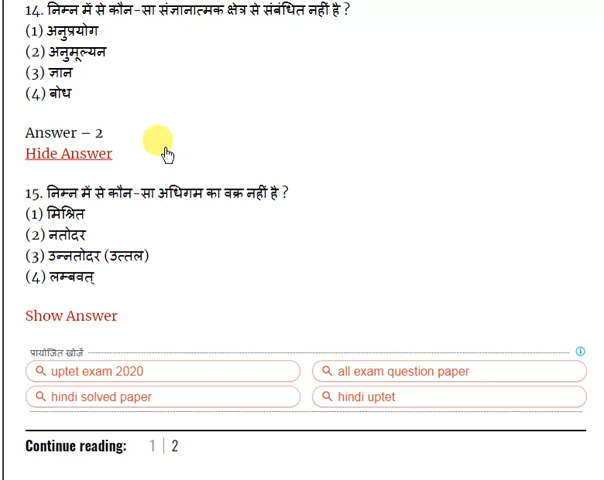 14. निम्न में से कौन-सा संज्ञानात्मक क्षेत्र से संबंधित नहीं है ?
(1) अनुप्रयोग
(2) अनुमूल्यन
(3) ज्ञान
(4) बोध
Answer – 2
Hide Answer
15. निम्न में से कौन-सा अधिगम का वक्र नहीं है ?
(1) मिश्रित
(2) नतोदर
(3) उन्नतोदर (उत्तल)
(4) लम्बवत्
Show Answer
प्रायोजित खोजें
uptet exam 2020
all exam question paper
hindi solved paper
hindi uptet
Continue reading: 1 | 2